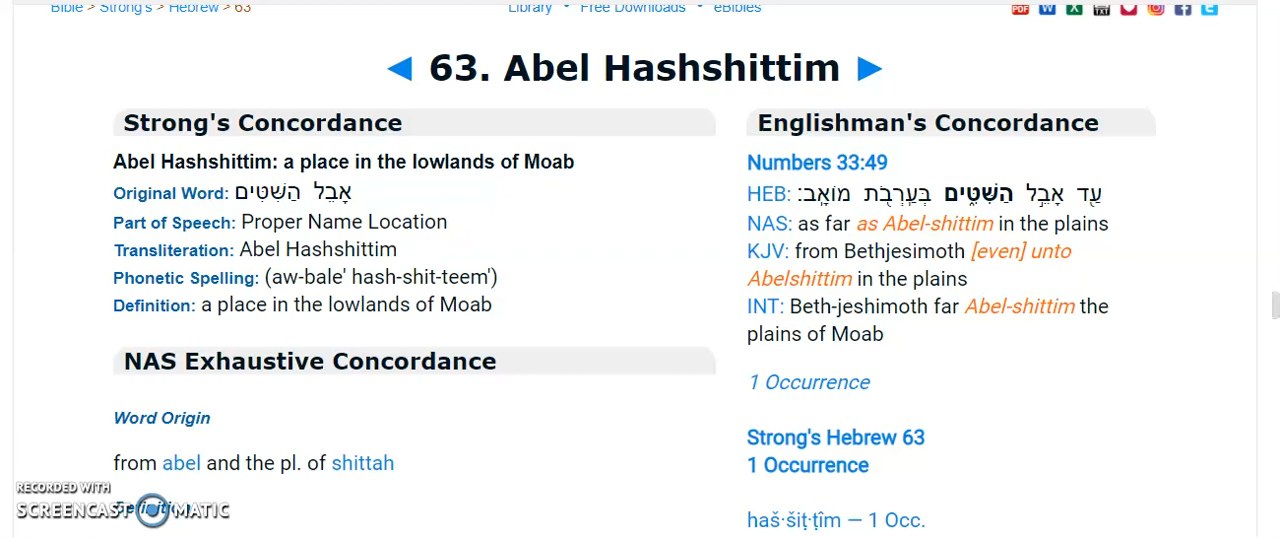 Bible > Strong's > Hebrew > 63
Library • Free Downloads • eBibles
◄ 63. Abel Hashshittim ►
Strong's Concordance
Abel Hashshittim: a place in the lowlands of Moab
Original Word: אָבֵל הַשִּׁטִּים
Part of Speech: Proper Name Location
Transliteration: Abel Hashshittim
Phonetic Spelling: (aw-bale' hash-shit-teem')
Definition: a place in the lowlands of Moab
NAS Exhaustive Concordance
Word Origin
from abel and the pl. of shittah
Definition
RECORDED WITH
SCREENCAST-O-MATIC
Englishman's Concordance
Numbers 33:49
HEB: עַ֖ד אָבֵ֣ל הַשִּׁטִּ֑ים בְּעַֽרְבֹ֖ת מוֹאָֽב׃
NAS: as far as Abel-shittim in the plains
KJV: from Bethjesimoth [even] unto
Abelshittim in the plains
INT: Beth-jeshimoth far Abel-shittim the
plains of Moab
1 Occurrence
Strong's Hebrew 63
1 Occurrence
haš·šiṭ·ṭîm — 1 Occ.